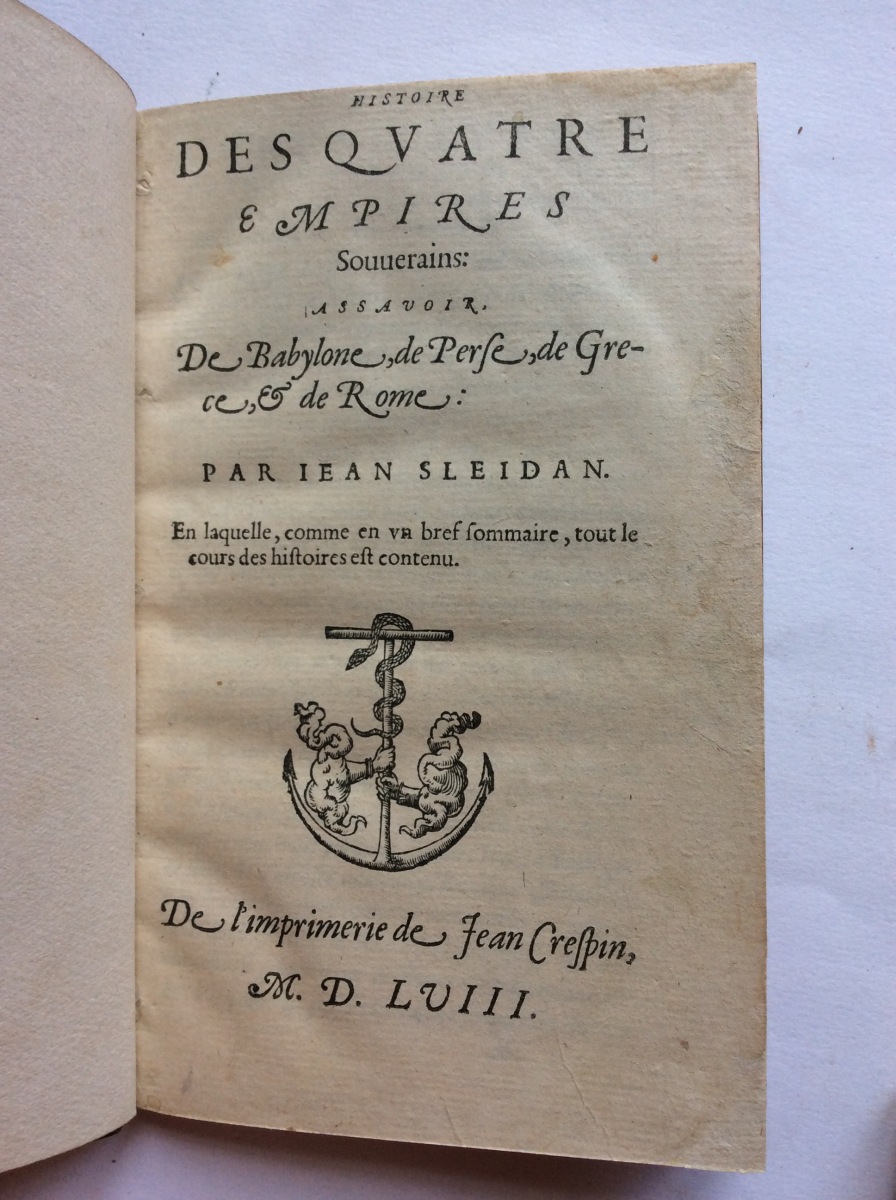 HISTOIRE
DES QVATRE
EMPIRES
Souuerains:
ASSAVOIR,
De Babylone, de Perſe, de Gre-
ce, & de Rome:
PAR IEAN SLEIDAN.
En laquelle, comme en vn bref ſommaire, tout le
cours des hiſtoires eſt contenu.
De l'imprimerie de Jean Creſpin,
M. D. LVIII.